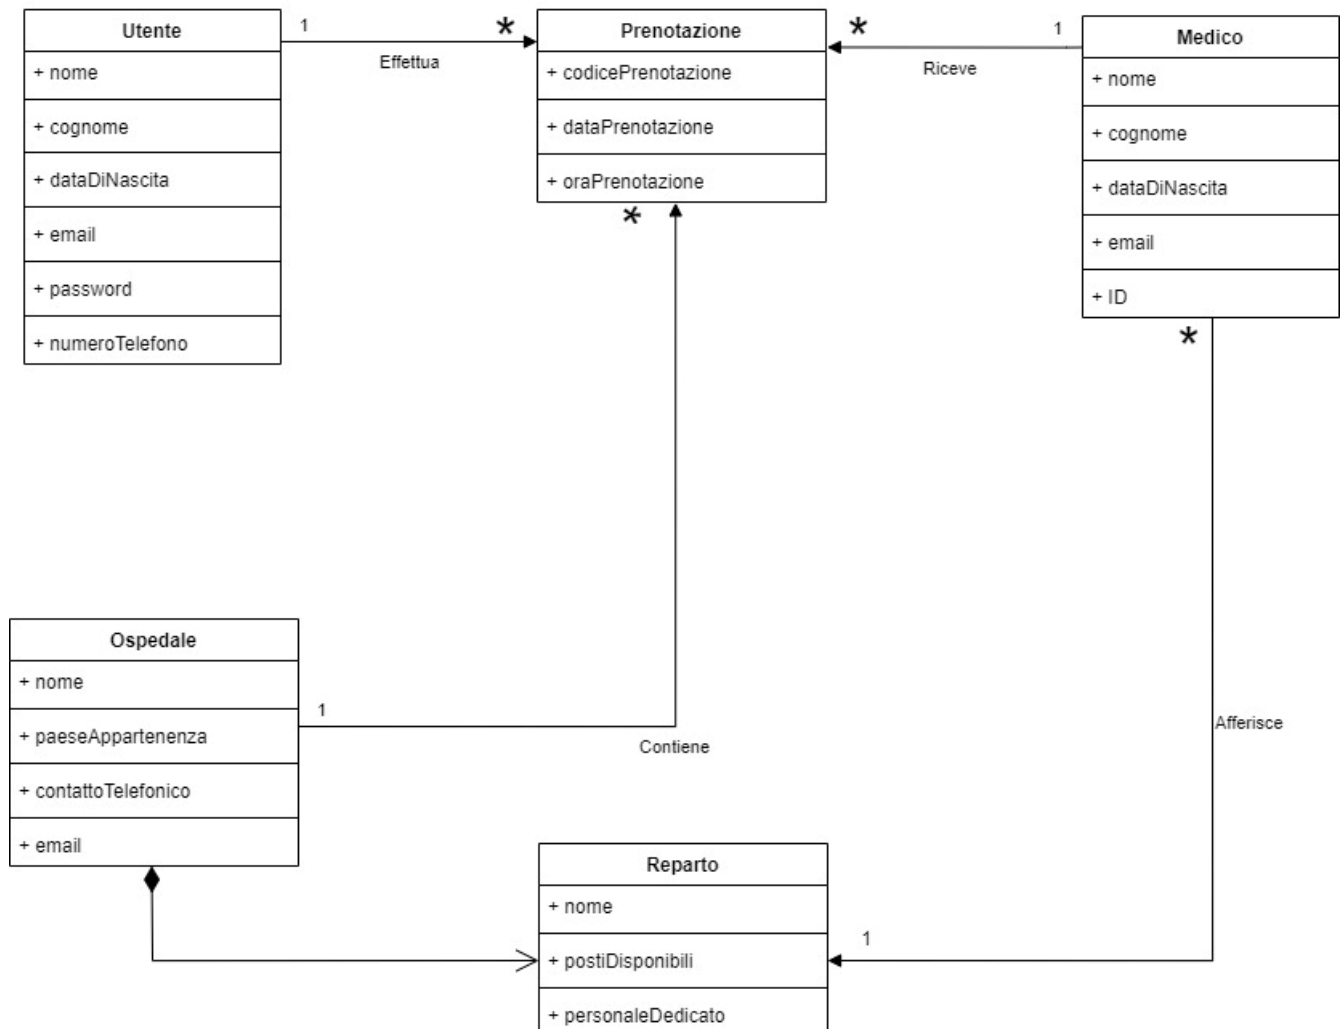 Utente
+ nome
+ cognome
+ dataDiNascita
+ email
+ password
+ numeroTelefono
1
*
Effettua
Prenotazione
+ codicePrenotazione
+ dataPrenotazione
+ oraPrenotazione
*
*
1
Riceve
Medico
+ nome
+ cognome
+ dataDiNascita
+ email
+ ID
*
Ospedale
+ nome
+ paeseAppartenenza
+ contattoTelefonico
+ email
1
Contiene
Afferisce
Reparto
+ nome
+ postiDisponibili
+ personaleDedicato
1